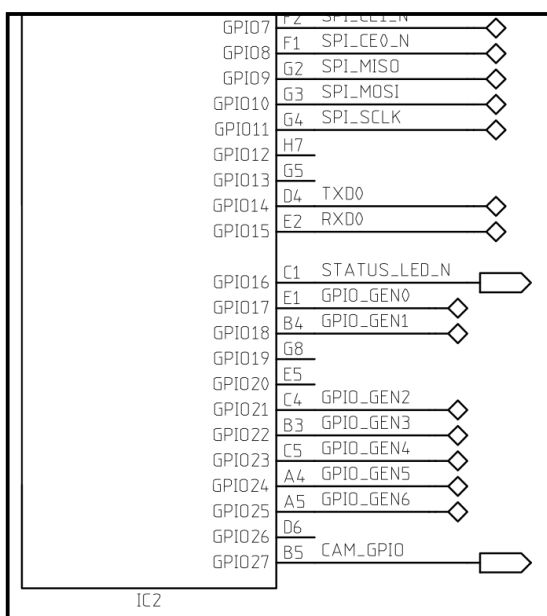 GPIO7 F2 SPI_CE1_N
GPIO8 F1 SPI_CE0_N
GPIO9 G2 SPI_MISO
GPIO10 G3 SPI_MOSI
GPIO11 G4 SPI_SCLK
GPIO12 H7
GPIO13 G5
GPIO14 D4 TXD0
GPIO15 E2 RXD0
GPIO16 C1 STATUS_LED_N
GPIO17 E1 GPIO_GEN0
GPIO18 B4 GPIO_GEN1
GPIO19 G8
GPIO20 E5
GPIO21 C4 GPIO_GEN2
GPIO22 B3 GPIO_GEN3
GPIO23 C5 GPIO_GEN4
GPIO24 A4 GPIO_GEN5
GPIO25 A5 GPIO_GEN6
GPIO26 D6
GPIO27 B5 CAM_GPIO
IC2